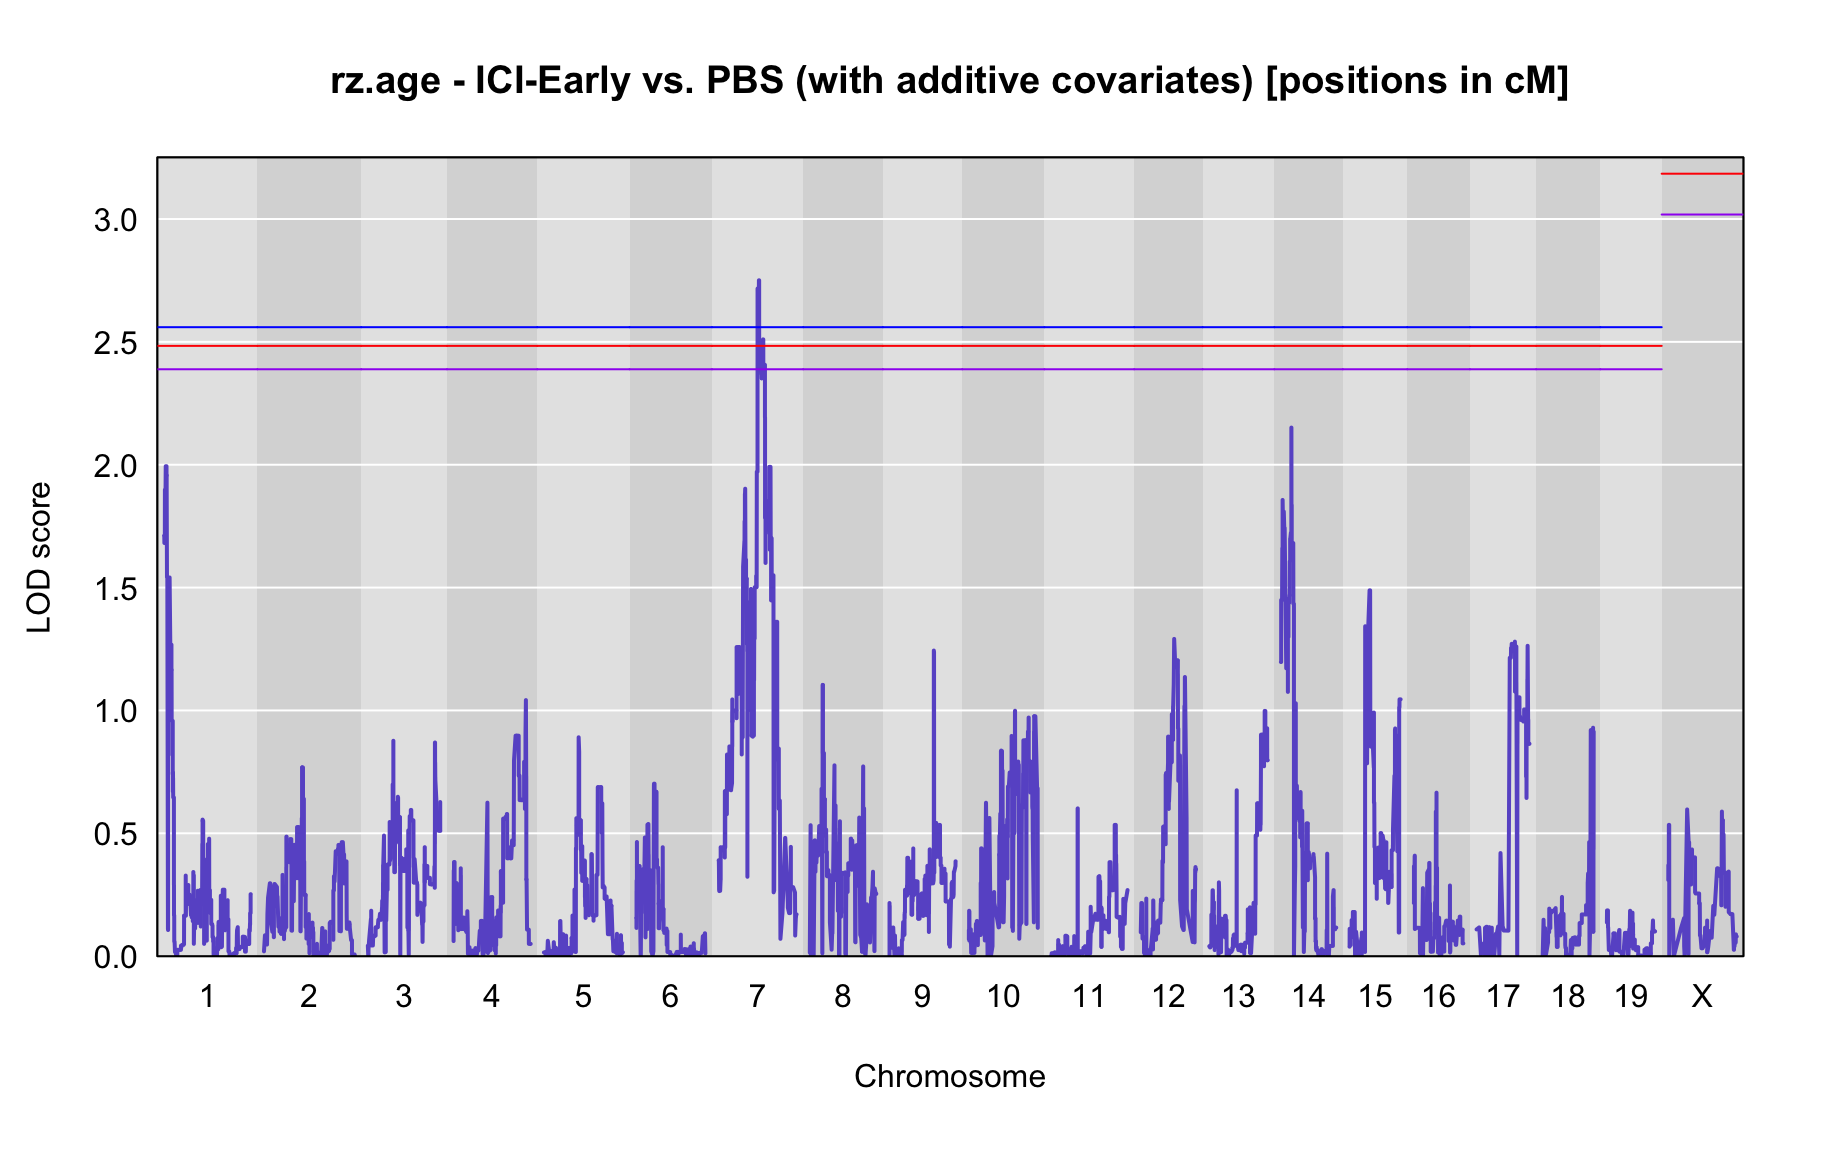 rz.age - ICI-Early vs. PBS (with additive covariates) [positions in cM]
LOD score
3.0
2.5
2.0
1.5
1.0
0.5
0.0
1 2 3 4 5 6 7 8 9 10 11 12 13 14 15 16 17 18 19 X
Chromosome